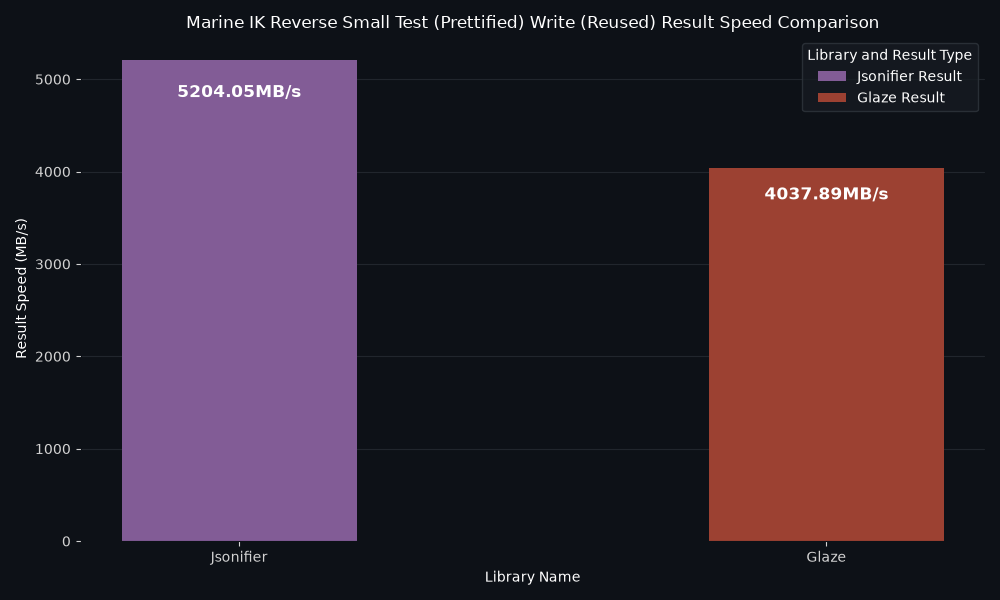 Marine IK Reverse Small Test (Prettified) Write (Reused) Result Speed Comparison
Library and Result Type
Jsonifier Result
Glaze Result
5204.05MB/s
4037.89MB/s
Result Speed (MB/s)
5000
4000
3000
2000
1000
0
Jsonifier
Glaze
Library Name